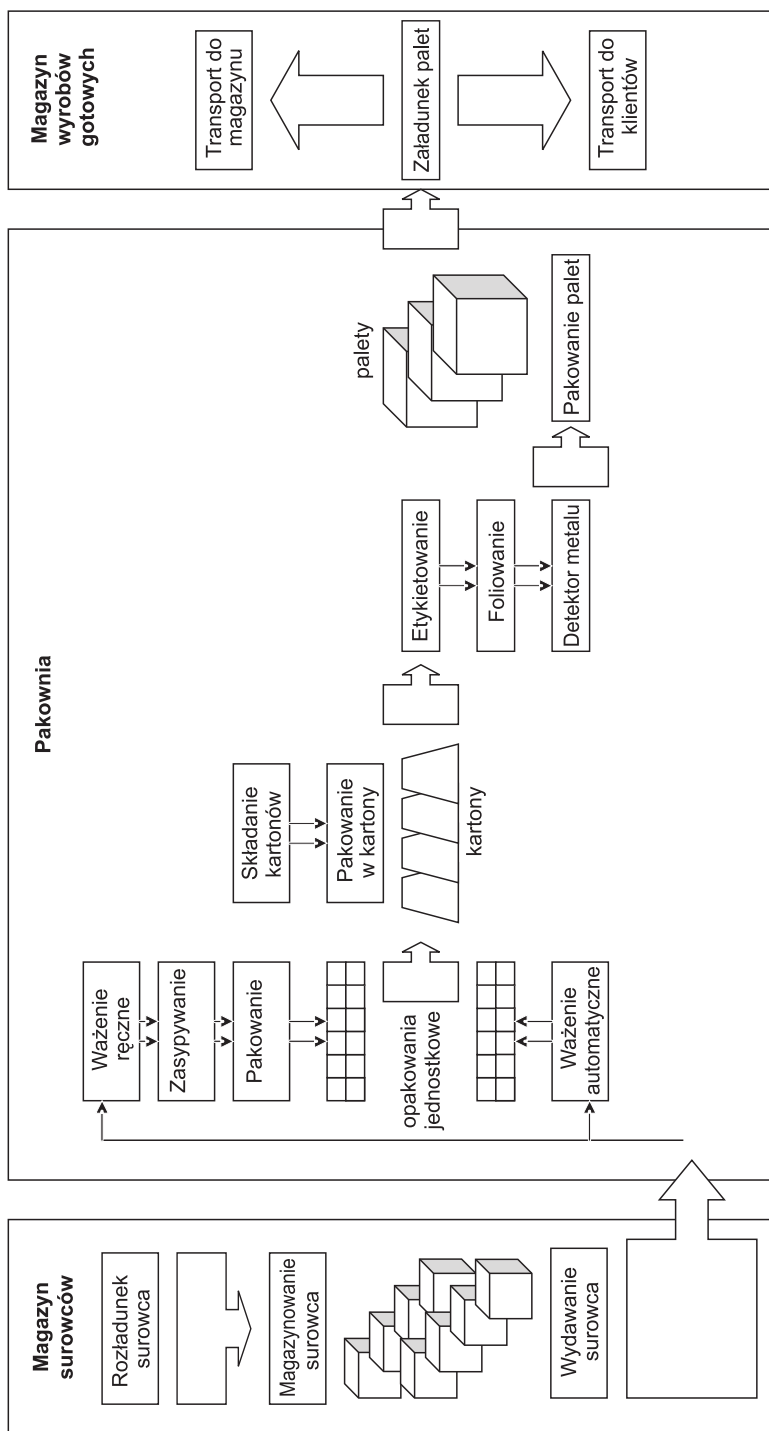 Magazyn
surowców
Rozładunek
surowca
Magazynowanie
surowca
Wydawanie
surowca
Pakownia
Ważenie
ręczne
Zasypywanie
Pakowanie
opakowania
jednostkowe
Ważenie
automatyczne
Składanie
kartonów
Pakowanie
w kartony
kartony
Etykietowanie
Foliowanie
Detektor metalu
palety
Pakowanie palet
Magazyn
wyrobów
gotowych
Transport do
magazynu
Załadunek palet
Transport do
klientów